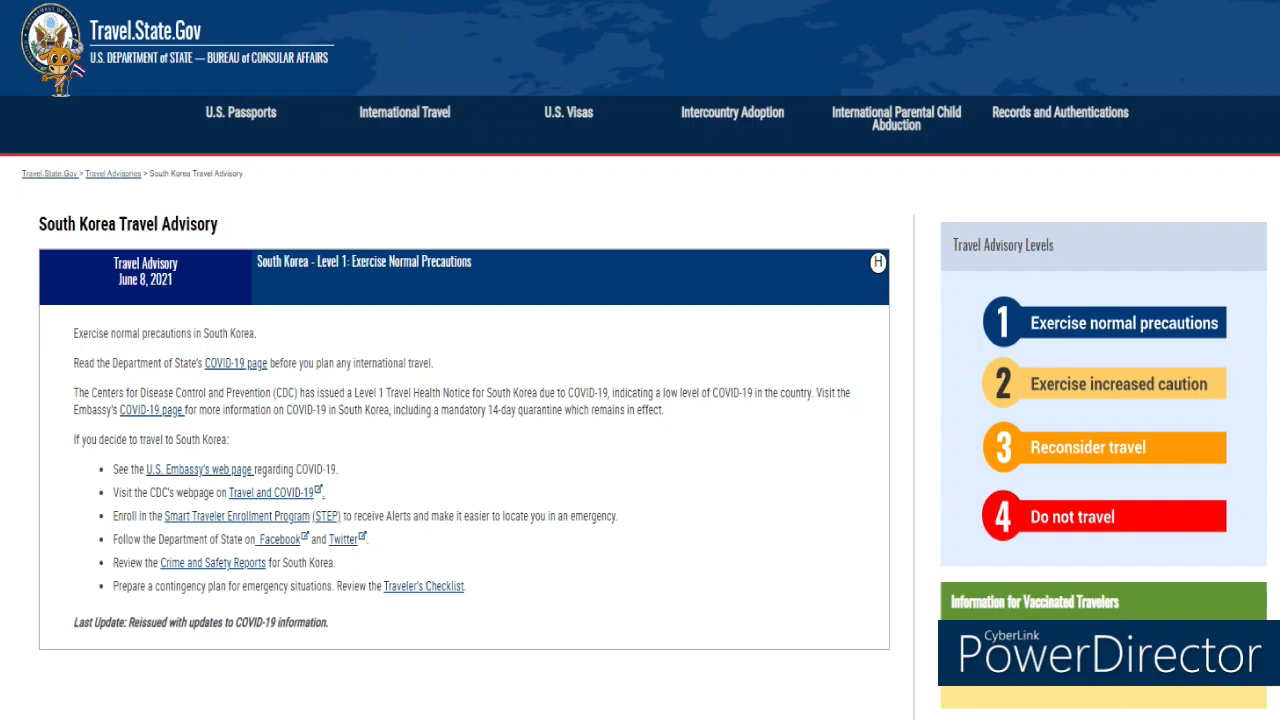 Travel.State.Gov
U.S. DEPARTMENT of STATE — BUREAU of CONSULAR AFFAIRS
U.S. Passports
International Travel
U.S. Visas
Intercountry Adoption
International Parental Child
Abduction
Records and Authentications
Travel.State.Gov > Travel Advisories > South Korea Travel Advisory
South Korea Travel Advisory
Travel Advisory
June 8, 2021
South Korea - Level 1: Exercise Normal Precautions
H
Exercise normal precautions in South Korea.
Read the Department of State's COVID-19 page before you plan any international travel.
The Centers for Disease Control and Prevention (CDC) has issued a Level 1 Travel Health Notice for South Korea due to COVID-19, indicating a low level of COVID-19 in the country. Visit the
Embassy's COVID-19 page for more information on COVID-19 in South Korea, including a mandatory 14-day quarantine which remains in effect.
If you decide to travel to South Korea:
• See the U.S. Embassy's web page regarding COVID-19.
• Visit the CDC's webpage on Travel and COVID-19.
• Enroll in the Smart Traveler Enrollment Program (STEP) to receive Alerts and make it easier to locate you in an emergency.
• Follow the Department of State on Facebook and Twitter.
• Review the Crime and Safety Reports for South Korea.
• Prepare a contingency plan for emergency situations. Review the Traveler's Checklist.
Last Update: Reissued with updates to COVID-19 information.
Travel Advisory Levels
1 Exercise normal precautions
2 Exercise increased caution
3 Reconsider travel
4 Do not travel
Information for Vaccinated Travelers
CyberLink
PowerDirector